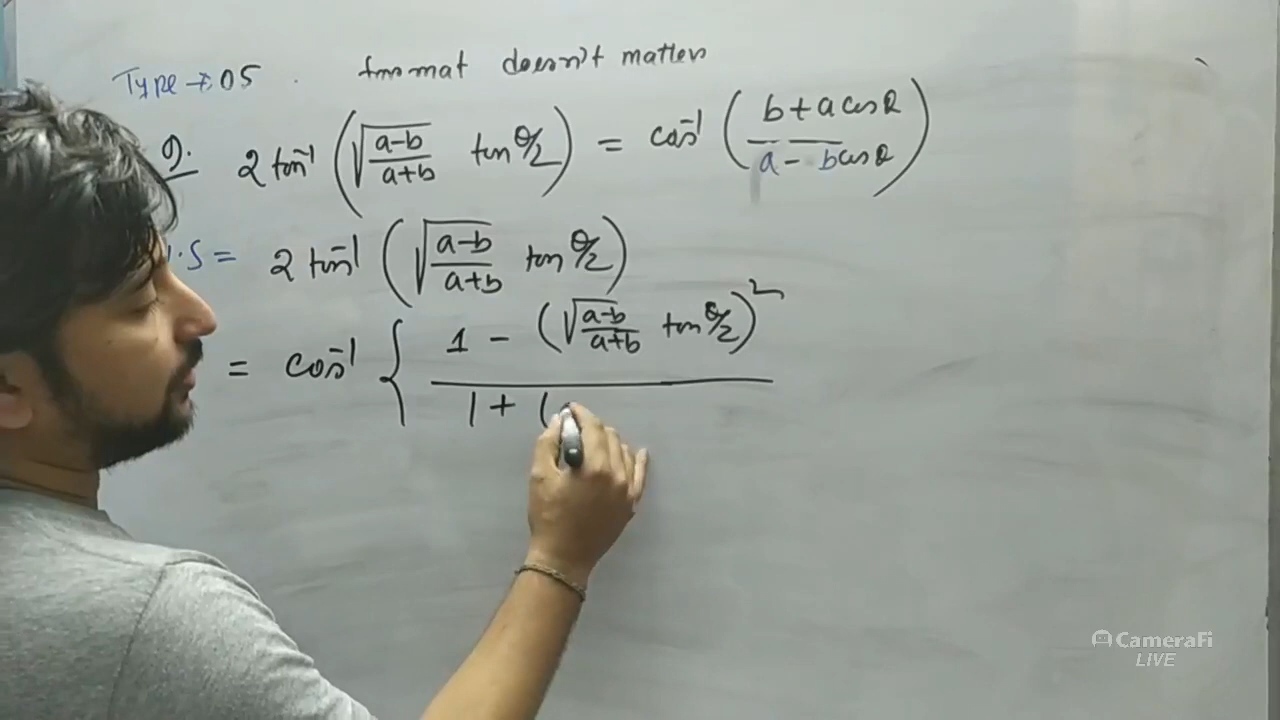 Type → 05 . format doesn't matters
Q. 2 tan⁻¹ (√(a-b)/(a+b) tan θ/2) = cos⁻¹ ((b + a cos θ)/(a - b cos θ))
.S = 2 tan⁻¹ (√(a-b)/(a+b) tan θ/2)
= cos⁻¹ { (1 - (√(a-b)/(a+b) tan θ/2)²)/(1 + (
CameraFi
LIVE